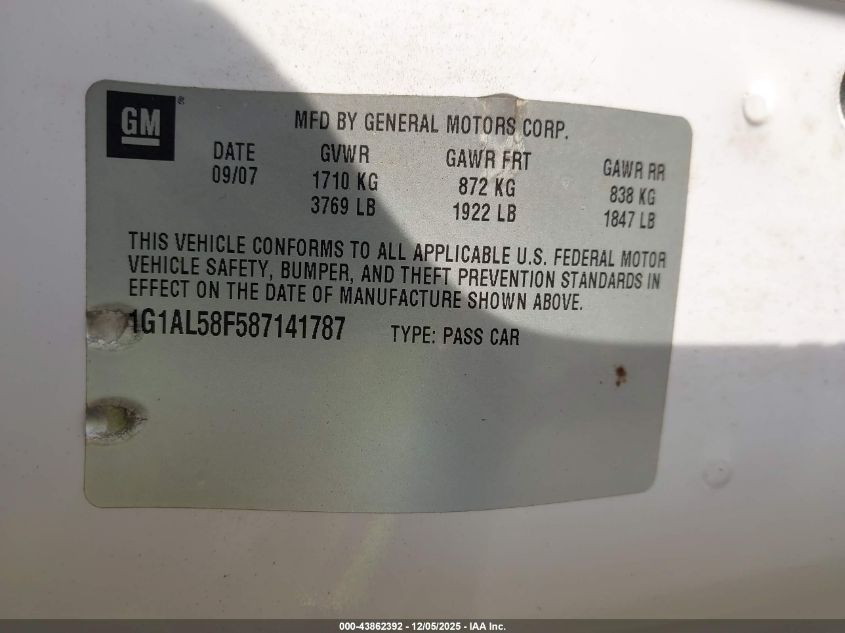 GM®
MFD BY GENERAL MOTORS CORP.
DATE GVWR GAWR FRT GAWR RR
09/07 1710 KG 872 KG 838 KG
3769 LB 1922 LB 1847 LB
THIS VEHICLE CONFORMS TO ALL APPLICABLE U.S. FEDERAL MOTOR
VEHICLE SAFETY, BUMPER, AND THEFT PREVENTION STANDARDS IN
EFFECT ON THE DATE OF MANUFACTURE SHOWN ABOVE.
1G1AL58F587141787 TYPE: PASS CAR
000-43862392 - 12/05/2025 - IAA Inc.